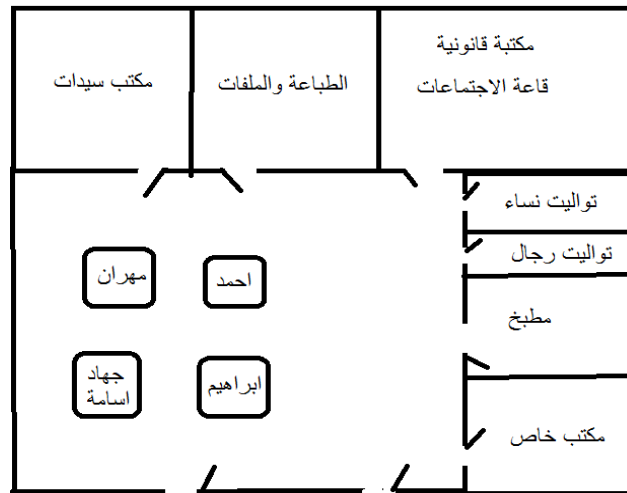 مكتبة قانونية
قاعة الاجتماعات
الطباعة والملفات
مكتب سيدات
تواليت نساء
تواليت رجال
مطبخ
مكتب خاص
احمد
مهران
ابراهيم
جهاد
اسامة